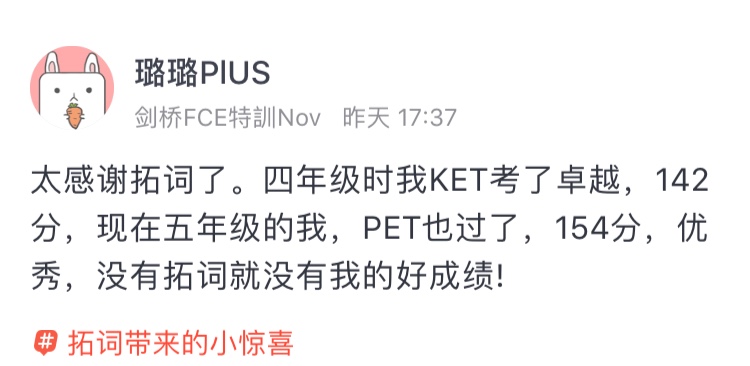 璐璐PlUS
剑桥FCE特訓Nov 昨天 17:37
太感谢拓词了。四年级时我KET考了卓越，142
分，现在五年级的我，PET也过了，154分，优
秀，没有拓词就没有我的好成绩!
# 拓词带来的小惊喜